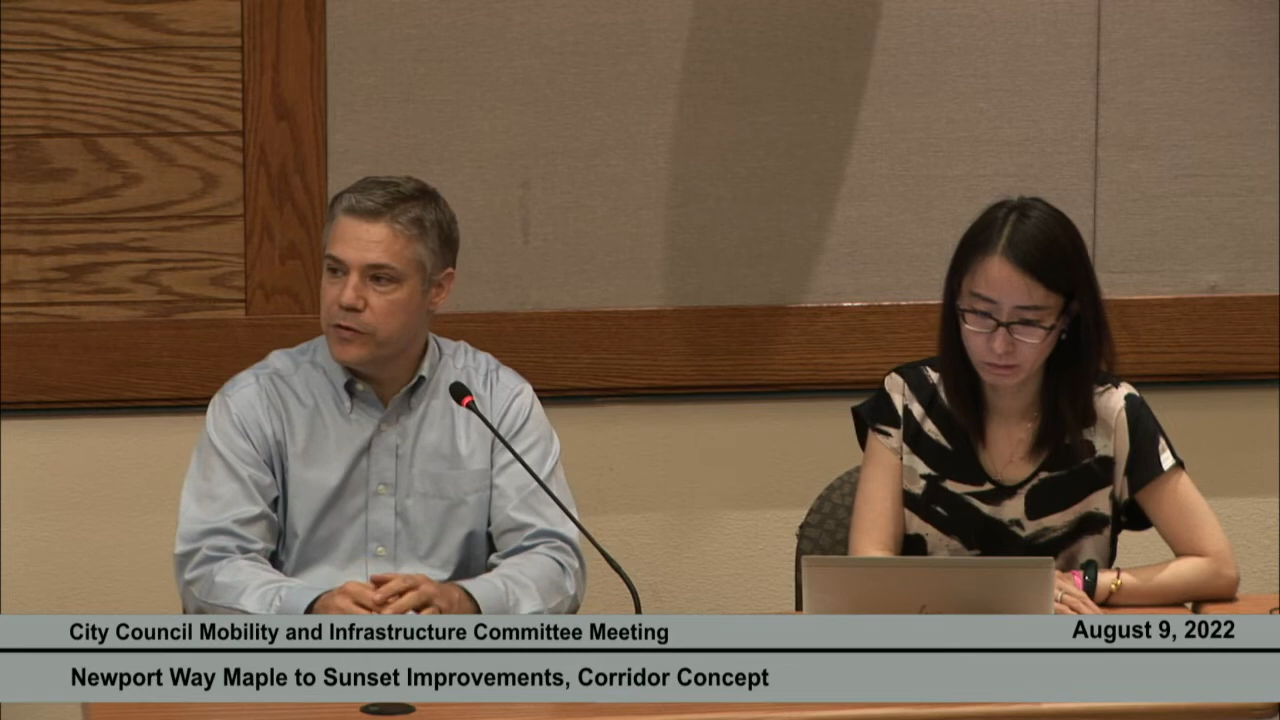 City Council Mobility and Infrastructure Committee Meeting
August 9, 2022
Newport Way Maple to Sunset Improvements, Corridor Concept